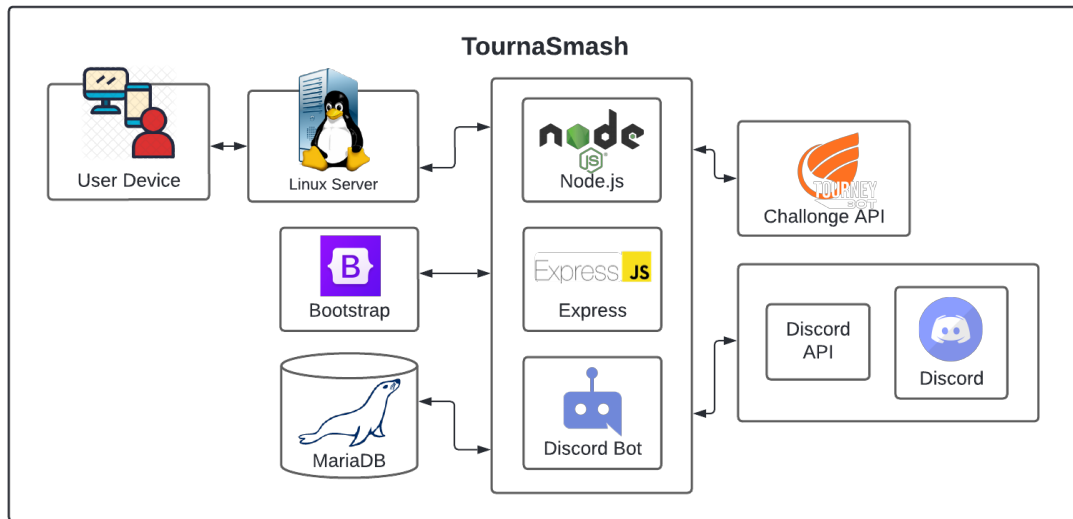 TournaSmash
User Device
Linux Server
node
JS
Node.js
TOURNEY
BOT
Challonge API
B
Bootstrap
Express JS
Express
Discord
API
Discord
MariaDB
Discord Bot